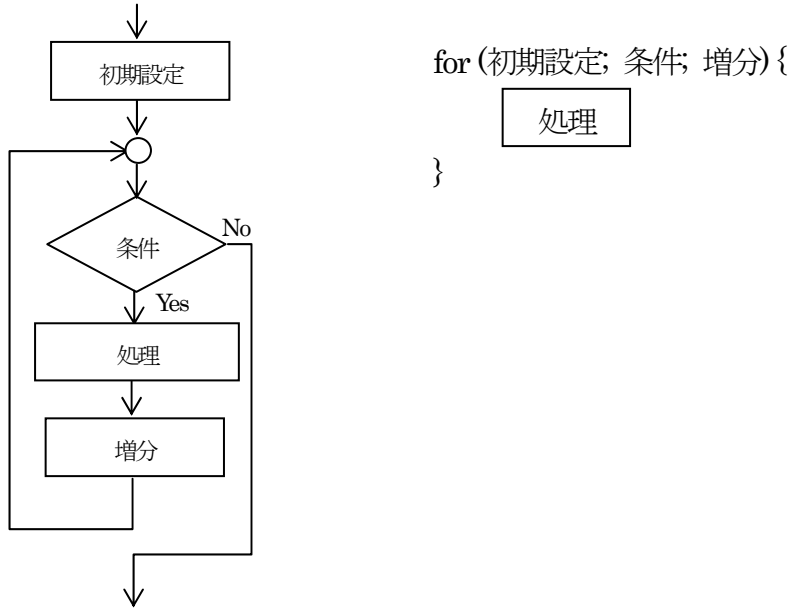 初期設定
条件
No
Yes
処理
増分
for (初期設定; 条件; 増分) {
処理
}